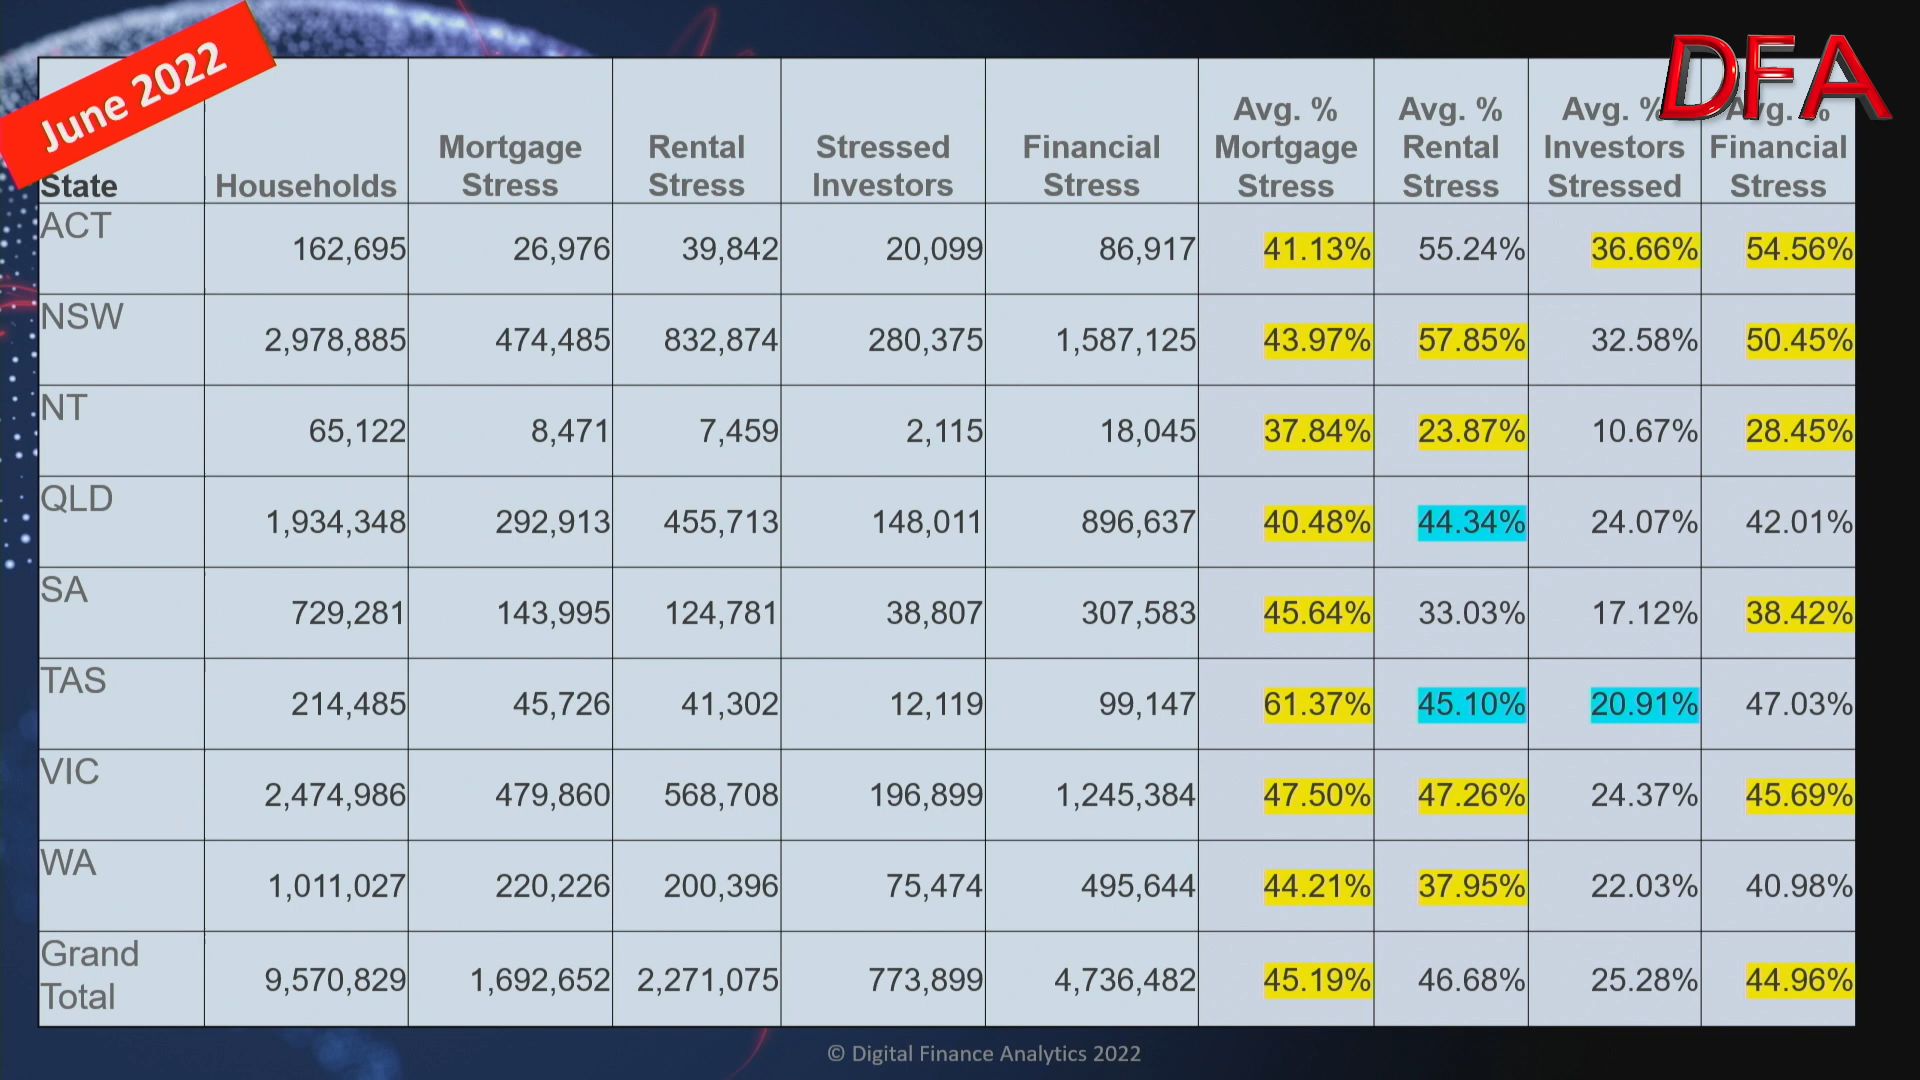 June 2022
DFA
State Households Mortgage Stress Rental Stress Stressed Investors Financial Stress Avg. % Mortgage Stress Avg. % Rental Stress Avg. % Investors Stressed Avg. % Financial Stress
ACT 162,695 26,976 39,842 20,099 86,917 41.13% 55.24% 36.66% 54.56%
NSW 2,978,885 474,485 832,874 280,375 1,587,125 43.97% 57.85% 32.58% 50.45%
NT 65,122 8,471 7,459 2,115 18,045 37.84% 23.87% 10.67% 28.45%
QLD 1,934,348 292,913 455,713 148,011 896,637 40.48% 44.34% 24.07% 42.01%
SA 729,281 143,995 124,781 38,807 307,583 45.64% 33.03% 17.12% 38.42%
TAS 214,485 45,726 41,302 12,119 99,147 61.37% 45.10% 20.91% 47.03%
VIC 2,474,986 479,860 568,708 196,899 1,245,384 47.50% 47.26% 24.37% 45.69%
WA 1,011,027 220,226 200,396 75,474 495,644 44.21% 37.95% 22.03% 40.98%
Grand Total 9,570,829 1,692,652 2,271,075 773,899 4,736,482 45.19% 46.68% 25.28% 44.96%
© Digital Finance Analytics 2022